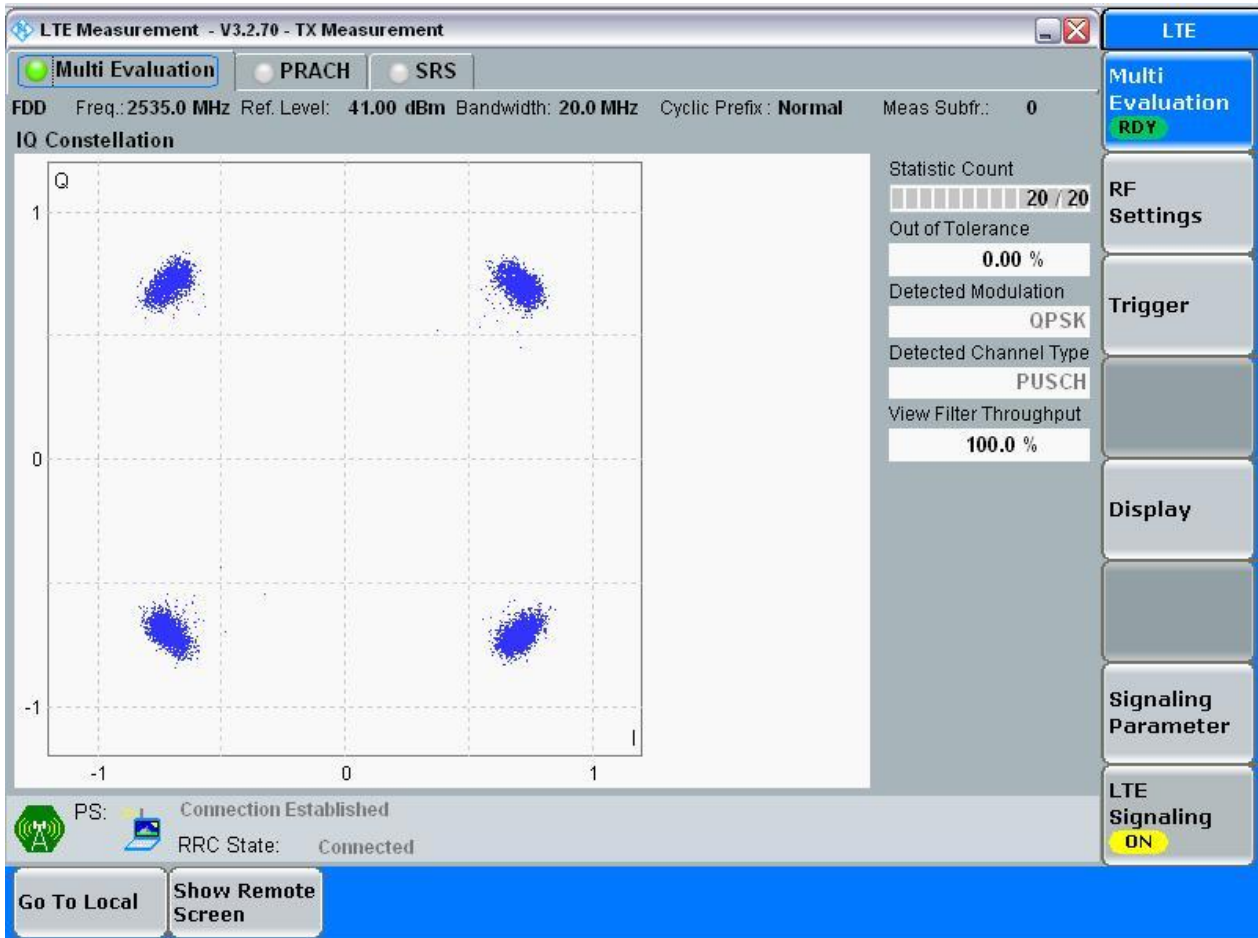 LTE Measurement - V3.2.70 - TX Measurement
LTE
Multi Evaluation PRACH SRS
Multi
Evaluation
RDY
FDD Freq.: 2535.0 MHz Ref. Level: 41.00 dBm Bandwidth: 20.0 MHz Cyclic Prefix : Normal Meas Subfr.: 0
IQ Constellation
Q
1
0
-1
I
-1 0 1
Statistic Count
20 / 20
Out of Tolerance
0.00 %
Detected Modulation
QPSK
Detected Channel Type
PUSCH
View Filter Throughput
100.0 %
RF
Settings
Trigger
Display
Signaling
Parameter
LTE
Signaling
ON
PS: Connection Established
RRC State: Connected
Go To Local
Show Remote
Screen